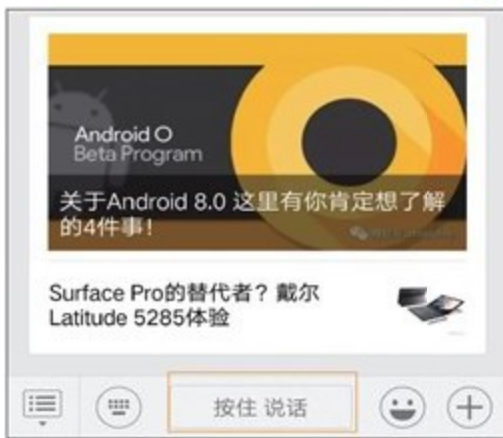 Android O
Beta Program
关于Android 8.0 这里有你肯定想了解
的4件事！
Surface Pro的替代者？戴尔
Latitude 5285体验
按住 说话